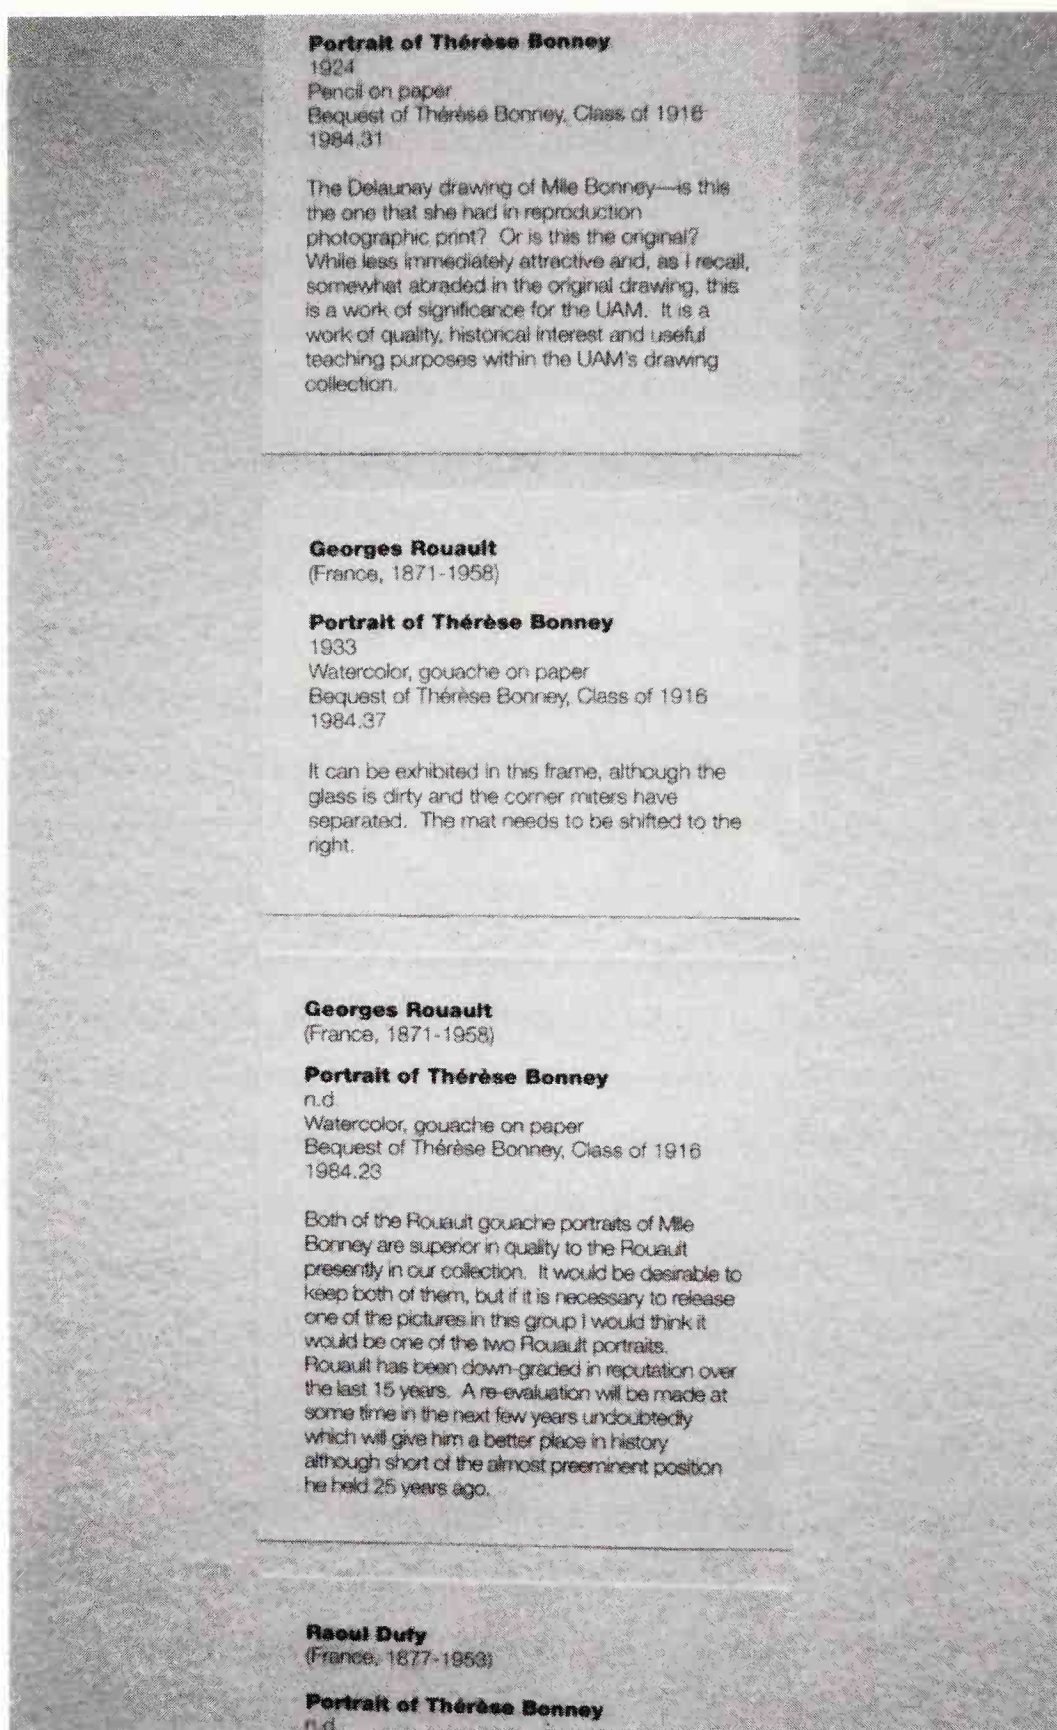 Portrait of Thérèse Bonney
1924
Pencil on paper
Bequest of Thérèse Bonney, Class of 1916
1984.31
The Delaunay drawing of Mlle Bonney—is this
the one that she had in reproduction
photographic print? Or is this the original?
While less immediately attractive and, as I recall,
somewhat abraded in the original drawing, this
is a work of significance for the UAM. It is a
work of quality, historical interest and useful
teaching purposes within the UAM's drawing
collection.
Georges Rouault
(France, 1871-1958)
Portrait of Thérèse Bonney
1933
Watercolor, gouache on paper
Bequest of Thérèse Bonney, Class of 1916
1984.37
It can be exhibited in this frame, although the
glass is dirty and the corner miters have
separated. The mat needs to be shifted to the
right.
Georges Rouault
(France, 1871-1958)
Portrait of Thérèse Bonney
n.d.
Watercolor, gouache on paper
Bequest of Thérèse Bonney, Class of 1916
1984.23
Both of the Rouault gouache portraits of Mlle
Bonney are superior in quality to the Rouault
presently in our collection. It would be desirable to
keep both of them, but if it is necessary to release
one of the pictures in this group I would think it
would be one of the two Rouault portraits.
Rouault has been down-graded in reputation over
the last 15 years. A re-evaluation will be made at
some time in the next few years undoubtedly
which will give him a better place in history
although short of the almost preeminent position
he held 25 years ago.
Raoul Dufy
(France, 1877-1953)
Portrait of Thérèse Bonney
n.d.